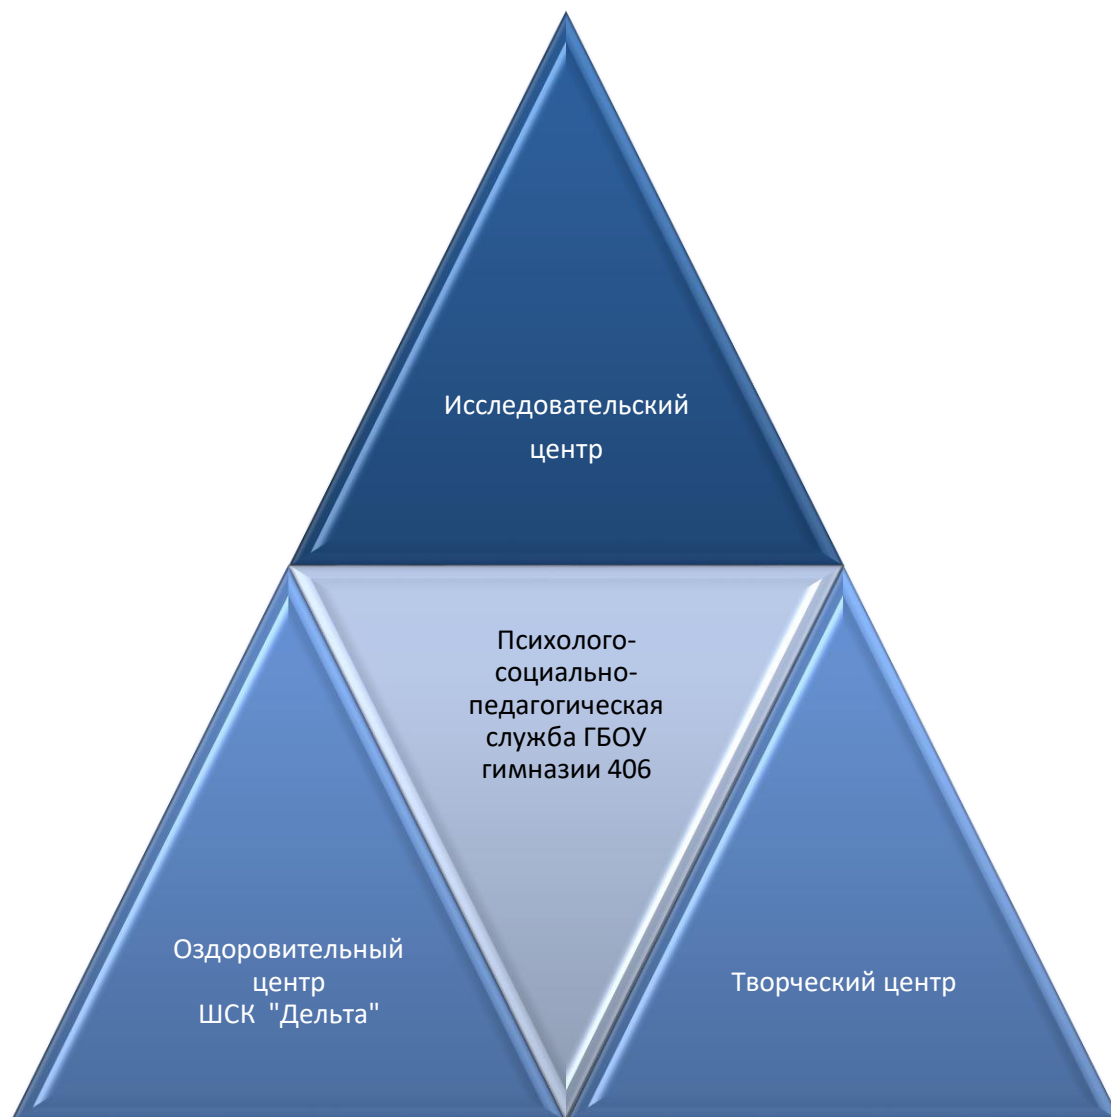 Исследовательский
центр
Психолого-
социально-
педагогическая
служба ГБОУ
гимназии 406
Оздоровительный
центр
ШСК "Дельта"
Творческий центр